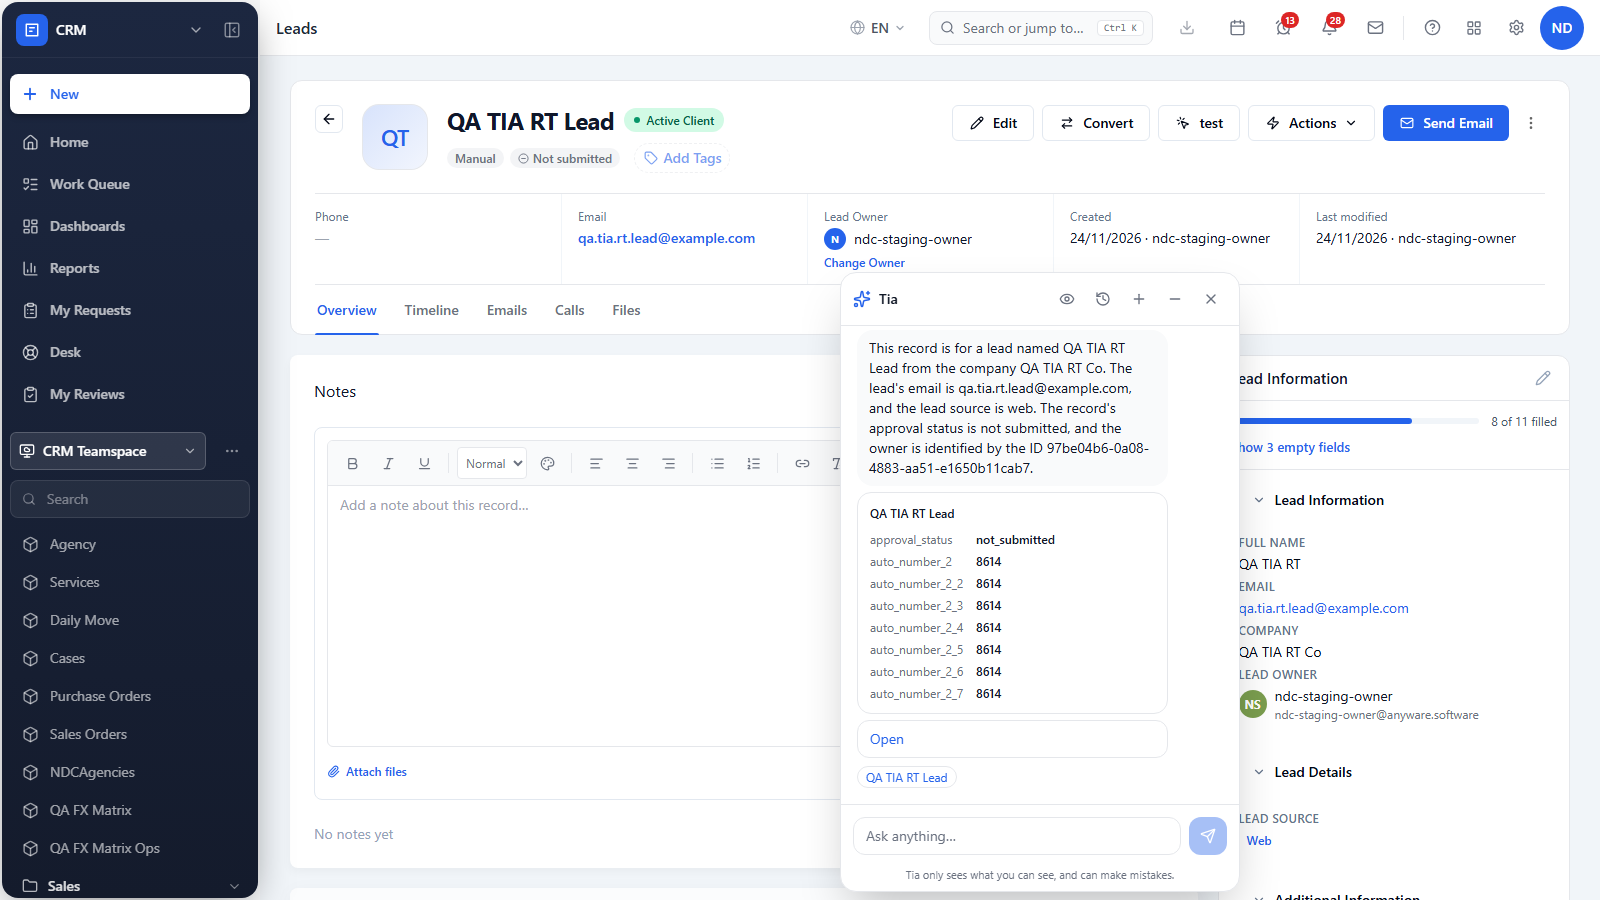 CRM
New
Home
Work Queue
Dashboards
Reports
My Requests
Desk
My Reviews
CRM Teamspace
Search
Agency
Services
Daily Move
Cases
Purchase Orders
Sales Orders
NDCAgencies
QA FX Matrix
QA FX Matrix Ops
Sales
Leads
EN
Search or jump to...
Ctrl K
13
28
ND
QT
QA TIA RT Lead
Active Client
Manual
Not submitted
Add Tags
Edit
Convert
test
Actions
Send Email
Phone
—
Email
qa.tia.rt.lead@example.com
Lead Owner
N
ndc-staging-owner
Change Owner
Created
24/11/2026 · ndc-staging-owner
Last modified
24/11/2026 · ndc-staging-owner
Overview
Timeline
Emails
Calls
Files
Notes
Normal
Add a note about this record...
Attach files
No notes yet
Tia
This record is for a lead named QA TIA RT
Lead from the company QA TIA RT Co. The
lead's email is qa.tia.rt.lead@example.com,
and the lead source is web. The record's
approval status is not submitted, and the
owner is identified by the ID 97be04b6-0a08-
4883-aa51-e1650b11cab7.
QA TIA RT Lead
approval_status not_submitted
auto_number_2 8614
auto_number_2_2 8614
auto_number_2_3 8614
auto_number_2_4 8614
auto_number_2_5 8614
auto_number_2_6 8614
auto_number_2_7 8614
Open
QA TIA RT Lead
Ask anything...
Tia only sees what you can see, and can make mistakes.
ead Information
8 of 11 filled
how 3 empty fields
Lead Information
FULL NAME
QA TIA RT
EMAIL
qa.tia.rt.lead@example.com
COMPANY
QA TIA RT Co
LEAD OWNER
NS
ndc-staging-owner
ndc-staging-owner@anyware.software
Lead Details
LEAD SOURCE
Web
Additional Information